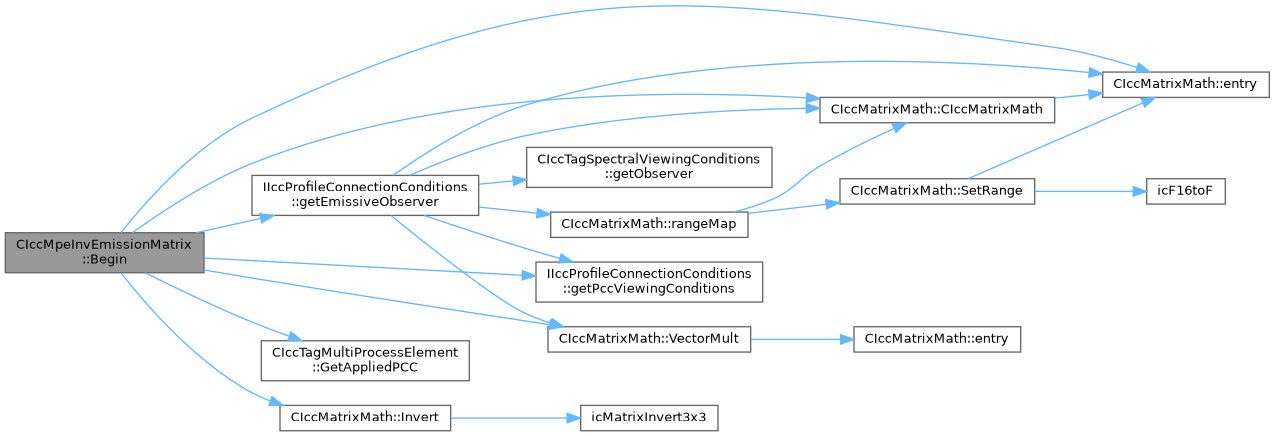 CIccMpeInvEmissionMatrix
::Begin
IIccProfileConnectionConditions
::getEmissiveObserver
CIccMatrixMath::entry
CIccMatrixMath::CIccMatrixMath
CIccTagSpectralViewingConditions
::getObserver
CIccMatrixMath::rangeMap
CIccMatrixMath::SetRange
icF16toF
IIccProfileConnectionConditions
::getPccViewingConditions
CIccMatrixMath::VectorMult
CIccMatrixMath::entry
CIccTagMultiProcessElement
::GetAppliedPCC
CIccMatrixMath::Invert
icMatrixInvert3x3